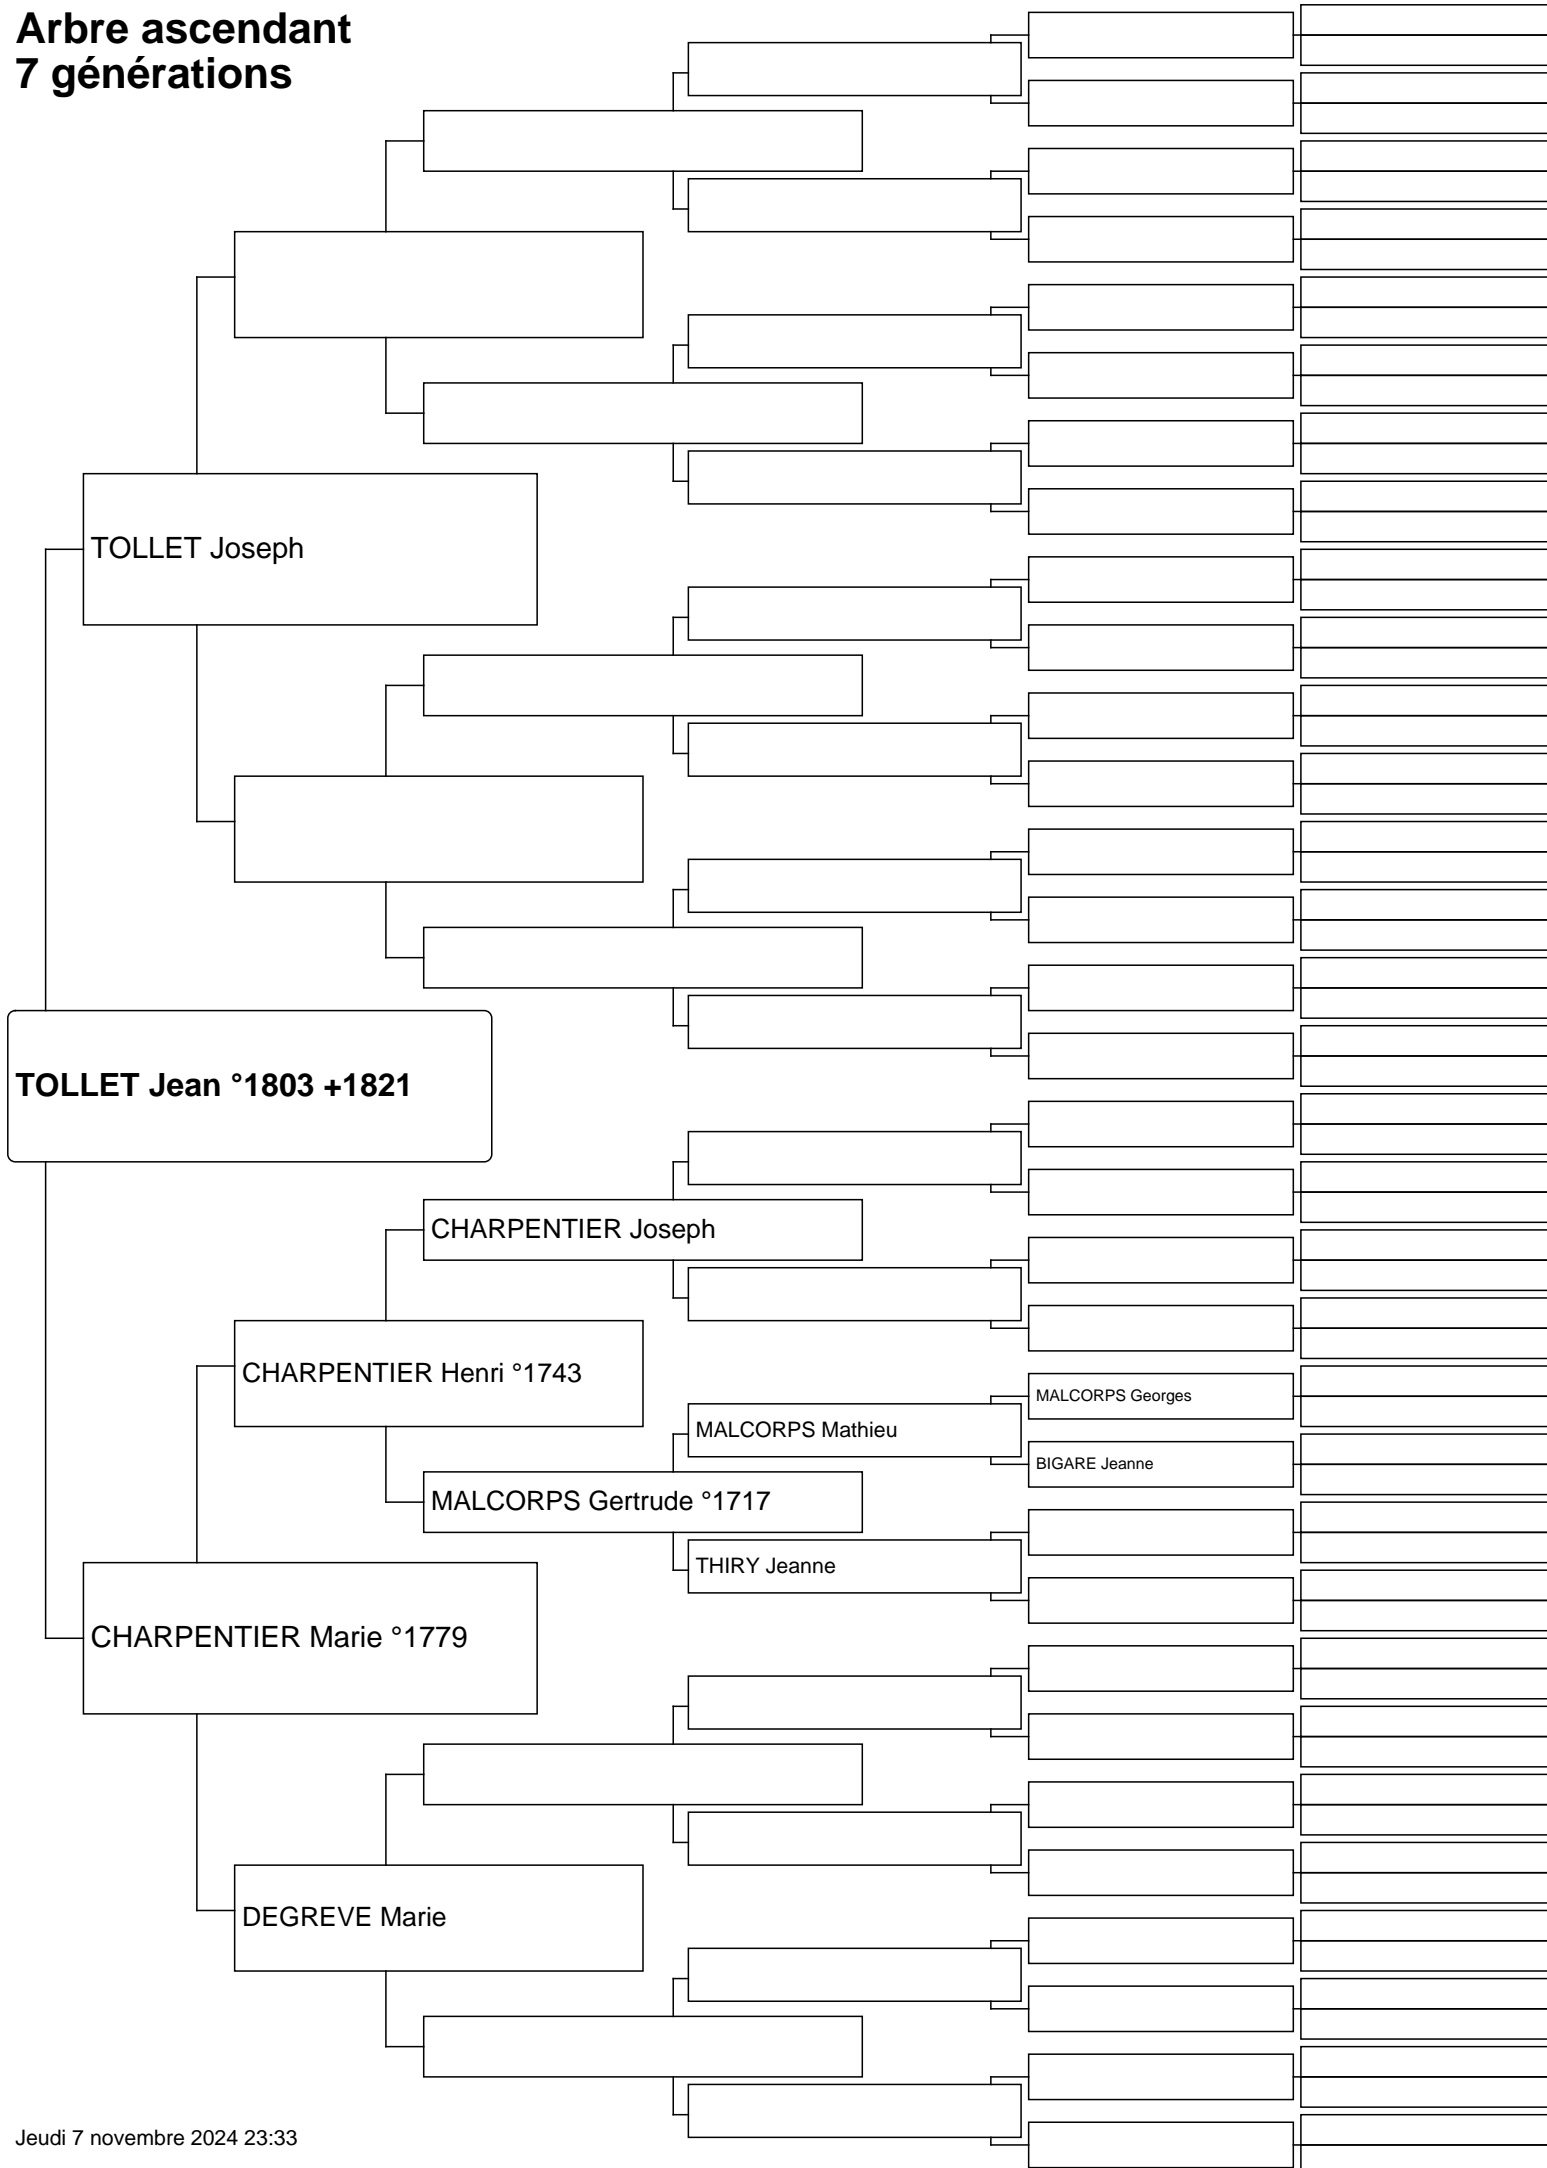 Arbre ascendant
7 générations
TOLLET Joseph
TOLLET Jean °1803 +1821
CHARPENTIER Joseph
CHARPENTIER Henri °1743
MALCORPS Georges
MALCORPS Mathieu
BIGARE Jeanne
MALCORPS Gertrude °1717
THIRY Jeanne
CHARPENTIER Marie °1779
DEGREVE Marie
Jeudi 7 novembre 2024 23:33